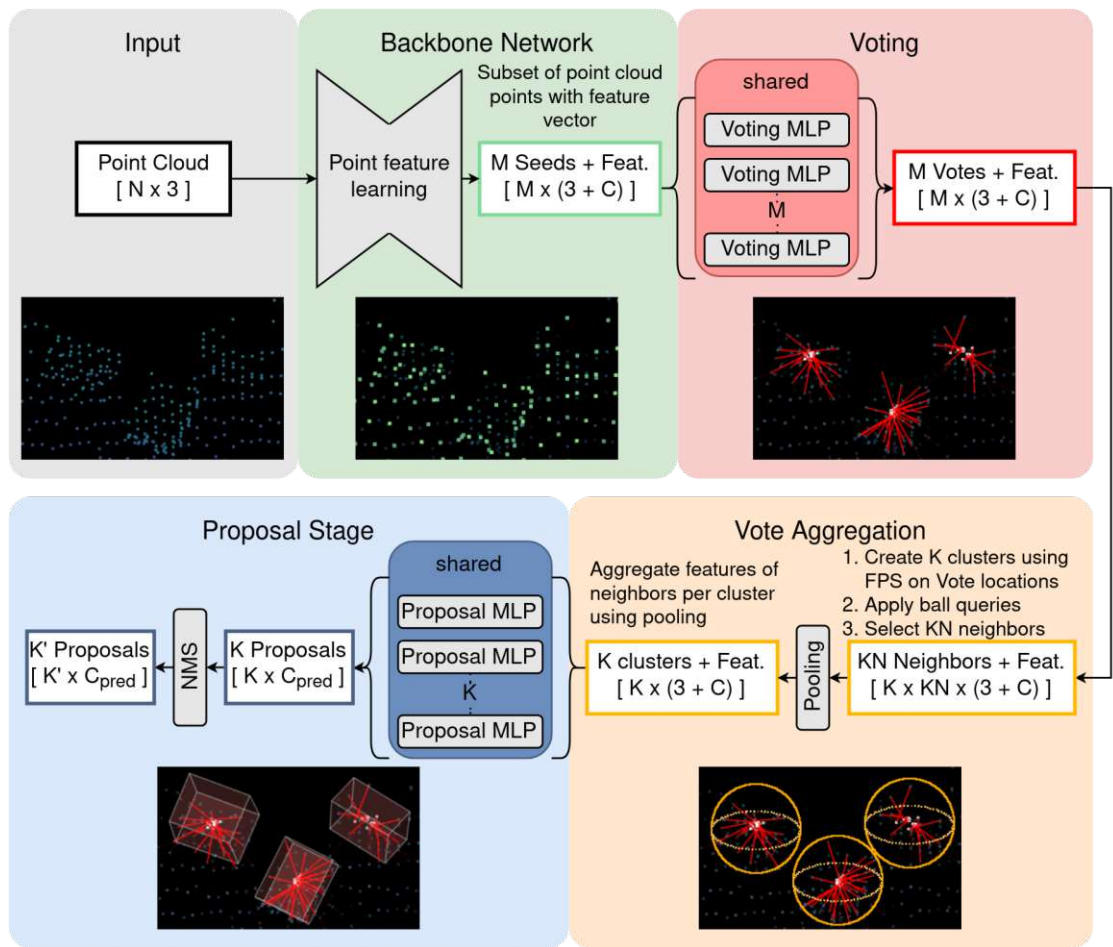 Input
Point Cloud
[ N x 3 ]
Backbone Network
Subset of point cloud
points with feature
vector
Point feature
learning
M Seeds + Feat.
[ M x (3 + C) ]
Voting
shared
Voting MLP
Voting MLP
M
Voting MLP
M Votes + Feat.
[ M x (3 + C) ]
Vote Aggregation
1. Create K clusters using
FPS on Vote locations
2. Apply ball queries
3. Select KN neighbors
KN Neighbors + Feat.
[ K x KN x (3 + C) ]
Pooling
Aggregate features of
neighbors per cluster
using pooling
K clusters + Feat.
[ K x (3 + C) ]
Proposal Stage
shared
Proposal MLP
Proposal MLP
K
Proposal MLP
K Proposals
[ K x Cpred ]
NMS
K' Proposals
[ K' x Cpred ]